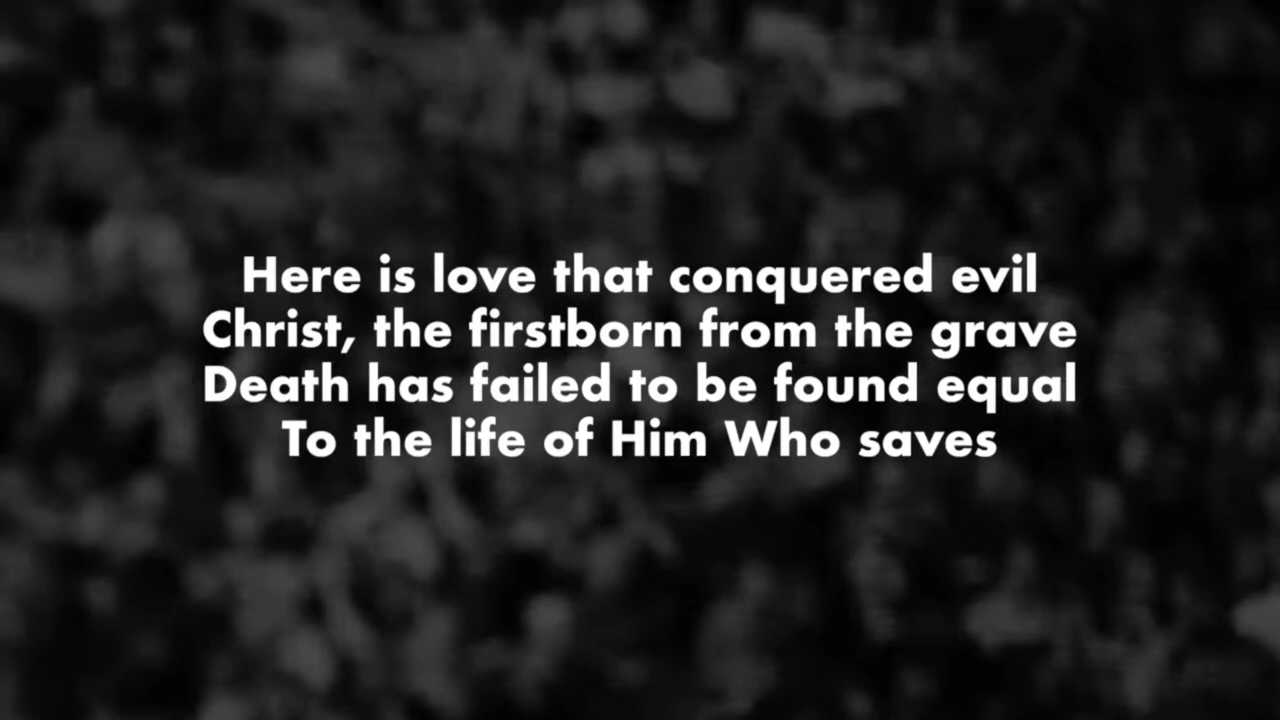 Here is love that conquered evil
Christ, the firstborn from the grave
Death has failed to be found equal
To the life of Him Who saves